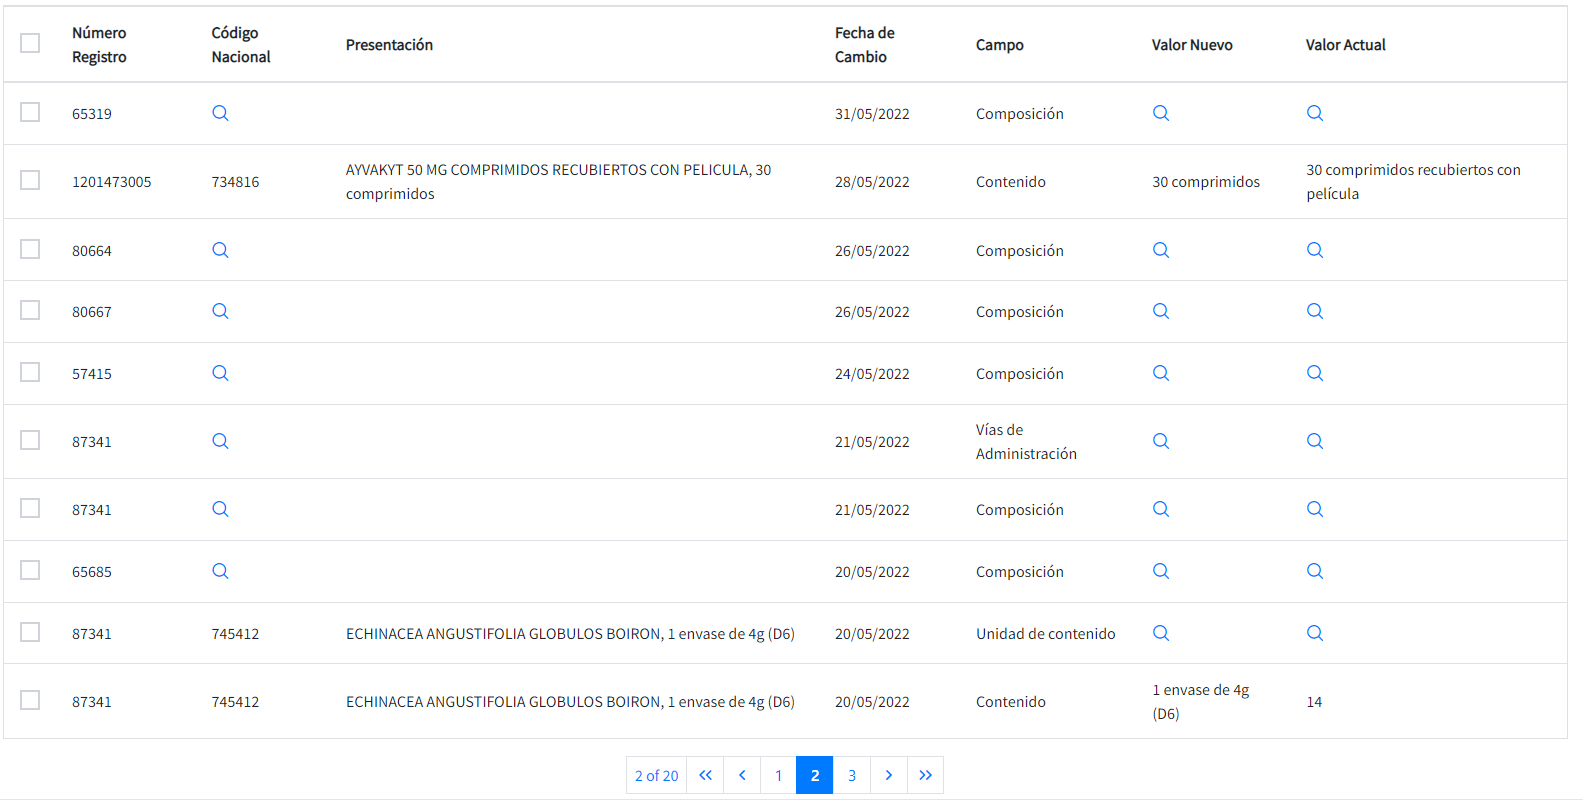 Número Registro Código Nacional Presentación Fecha de Cambio Campo Valor Nuevo Valor Actual
65319 31/05/2022 Composición
1201473005 734816 AYVAKYT 50 MG COMPRIMIDOS RECUBIERTOS CON PELICULA, 30 comprimidos 28/05/2022 Contenido 30 comprimidos 30 comprimidos recubiertos con película
80664 26/05/2022 Composición
80667 26/05/2022 Composición
57415 24/05/2022 Composición
87341 21/05/2022 Vías de Administración
87341 21/05/2022 Composición
65685 20/05/2022 Composición
87341 745412 ECHINACEA ANGUSTIFOLIA GLOBULOS BOIRON, 1 envase de 4g (D6) 20/05/2022 Unidad de contenido
87341 745412 ECHINACEA ANGUSTIFOLIA GLOBULOS BOIRON, 1 envase de 4g (D6) 20/05/2022 Contenido 1 envase de 4g (D6) 14
2 of 20 « ‹ 1 2 3 › »